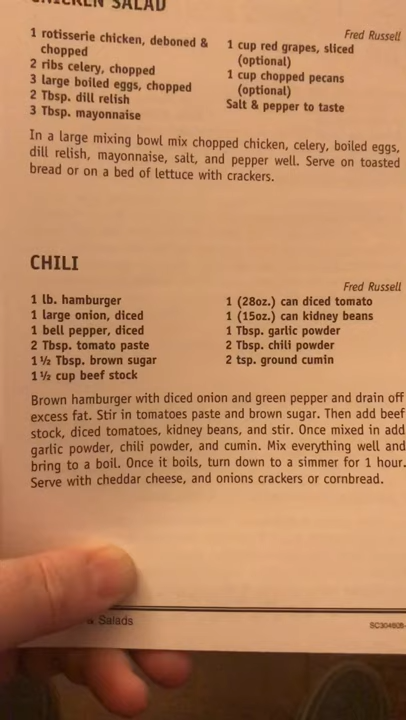 CHICKEN SALAD
Fred Russell
1 rotisserie chicken, deboned &
chopped
2 ribs celery, chopped
3 large boiled eggs, chopped
2 Tbsp. dill relish
3 Tbsp. mayonnaise
1 cup red grapes, sliced
(optional)
1 cup chopped pecans
(optional)
Salt & pepper to taste
In a large mixing bowl mix chopped chicken, celery, boiled eggs,
dill relish, mayonnaise, salt, and pepper well. Serve on toasted
bread or on a bed of lettuce with crackers.
CHILI
Fred Russell
1 lb. hamburger
1 large onion, diced
1 bell pepper, diced
2 Tbsp. tomato paste
1 ½ Tbsp. brown sugar
1 ½ cup beef stock
1 (28oz.) can diced tomato
1 (15oz.) can kidney beans
1 Tbsp. garlic powder
2 Tbsp. chili powder
2 tsp. ground cumin
Brown hamburger with diced onion and green pepper and drain off
excess fat. Stir in tomatoes paste and brown sugar. Then add beef
stock, diced tomatoes, kidney beans, and stir. Once mixed in add
garlic powder, chili powder, and cumin. Mix everything well and
bring to a boil. Once it boils, turn down to a simmer for 1 hour.
Serve with cheddar cheese, and onions crackers or cornbread.
& Salads